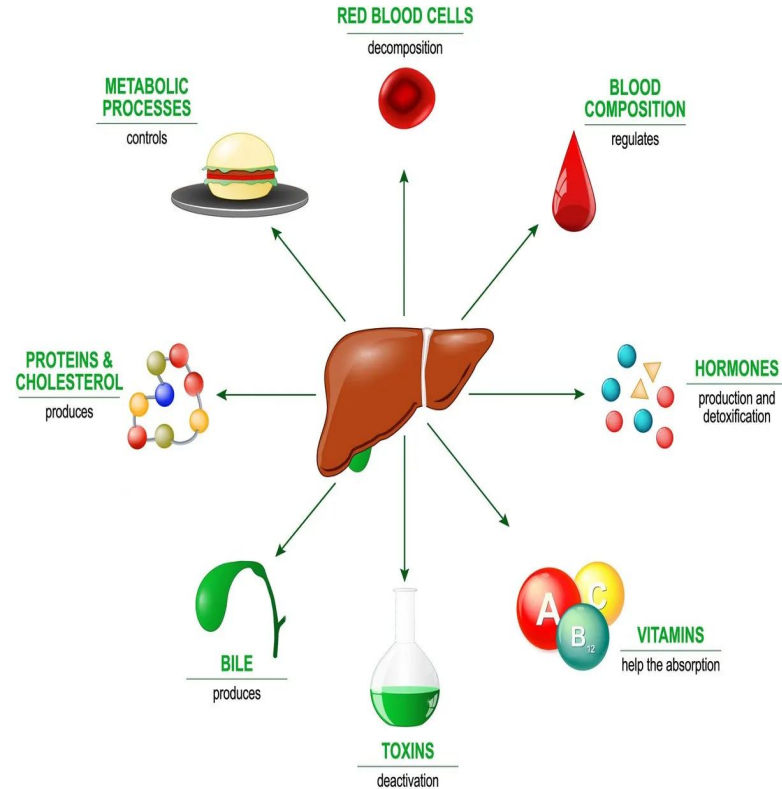 RED BLOOD CELLS
decomposition
METABOLIC
PROCESSES
controls
BLOOD
COMPOSITION
regulates
PROTEINS &
CHOLESTEROL
produces
HORMONES
production and
detoxification
BILE
produces
A
C
B12
VITAMINS
help the absorption
TOXINS
deactivation